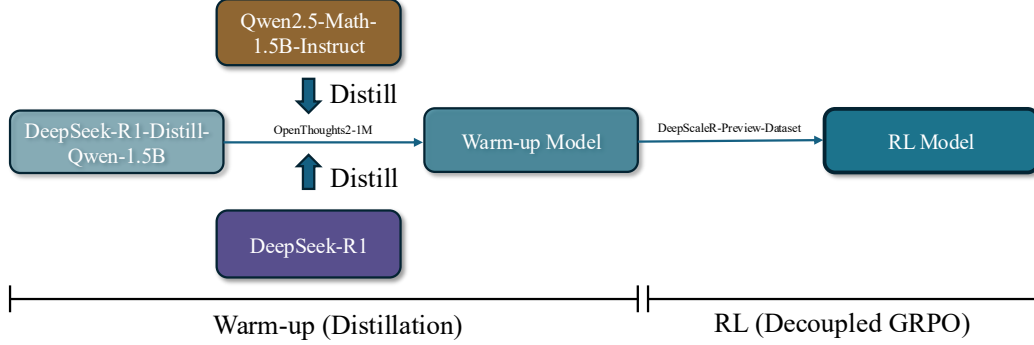 Qwen2.5-Math-
1.5B-Instruct
Distill
DeepSeek-R1-Distill-
Qwen-1.5B
OpenThoughts2-1M
Warm-up Model
DeepScaleR-Preview-Dataset
RL Model
Distill
DeepSeek-R1
Warm-up (Distillation)
RL (Decoupled GRPO)